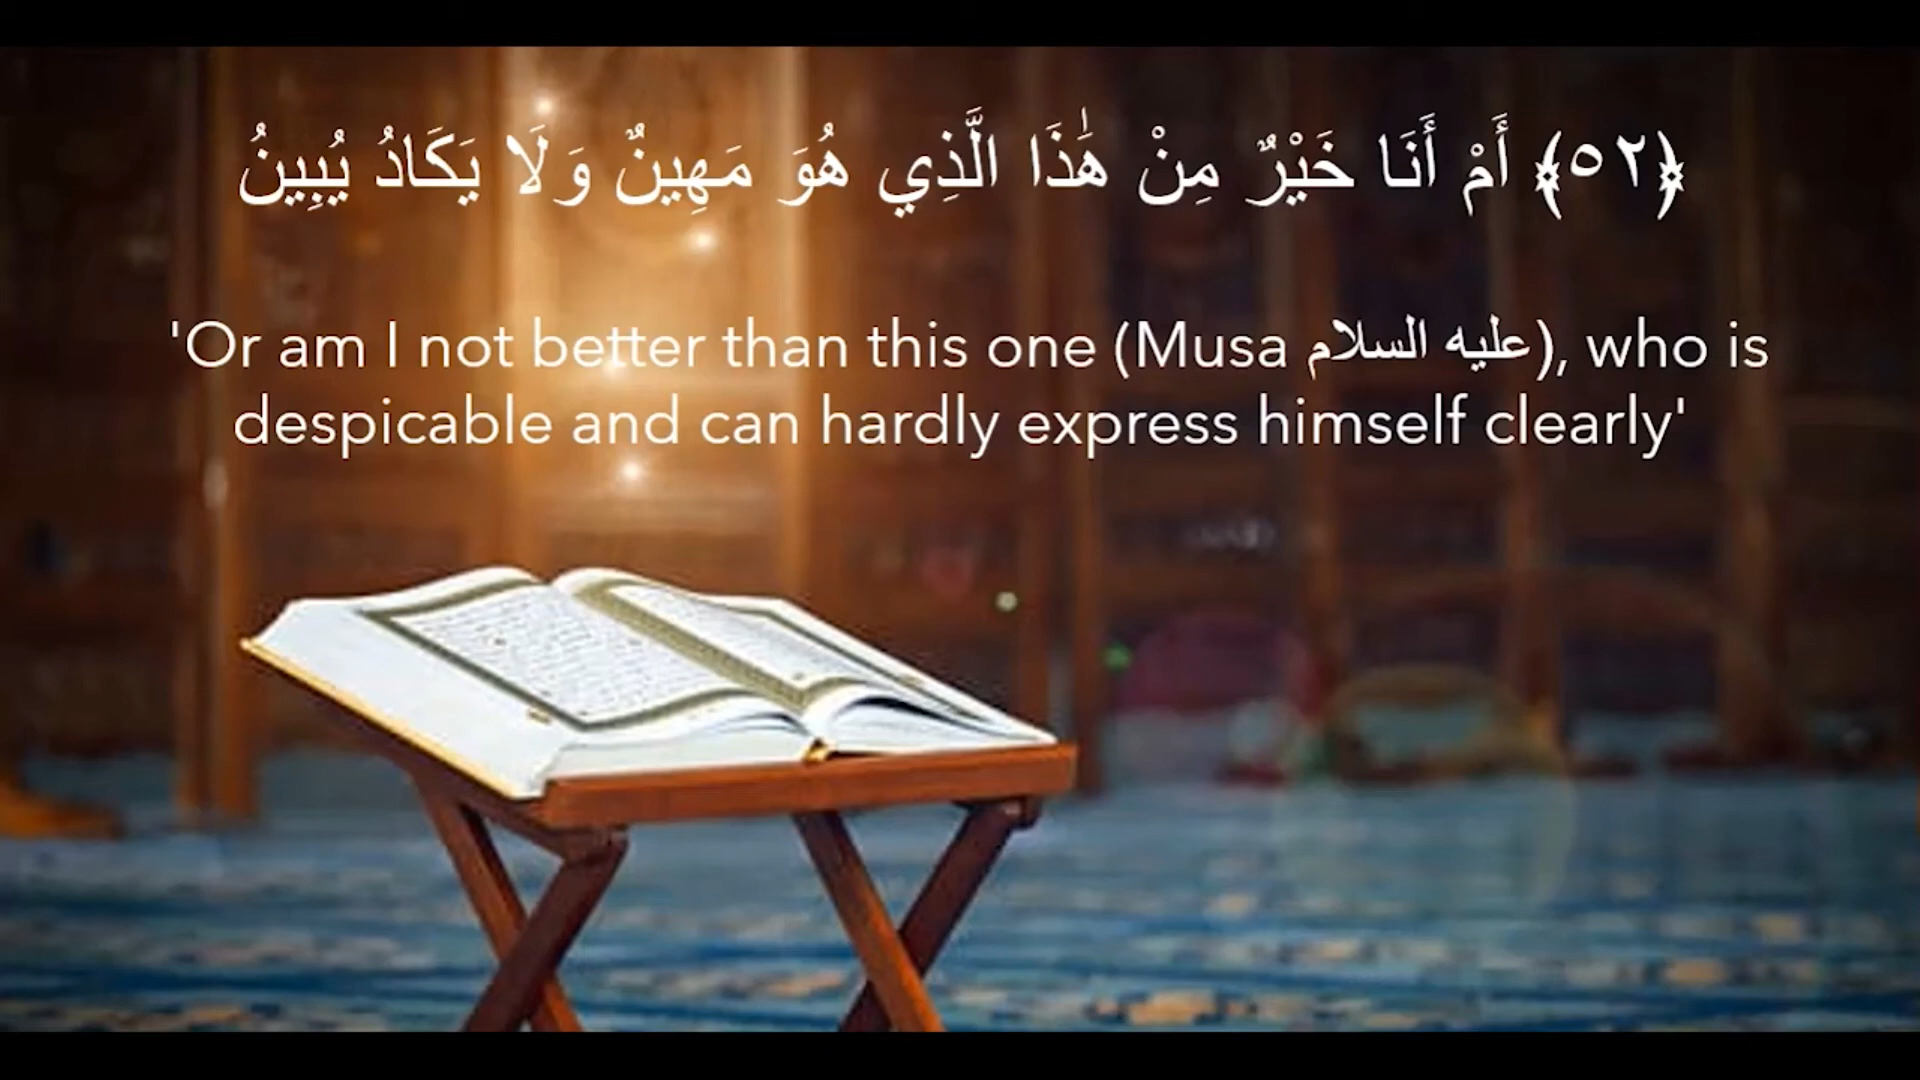 ﴿٥٢﴾ أَمْ أَنَا خَيْرٌ مِنْ هَٰذَا الَّذِي هُوَ مَهِينٌ وَلَا يَكَادُ يُبِينُ
'Or am I not better than this one (Musa عليه السلام), who is
despicable and can hardly express himself clearly'